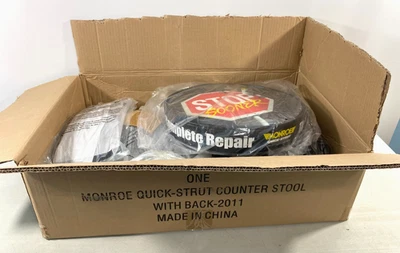 STOP
SOONER
plete Repair
MONROE
ONE
MONROE QUICK-STRUT COUNTER STOOL
WITH BACK-2011
MADE IN CHINA